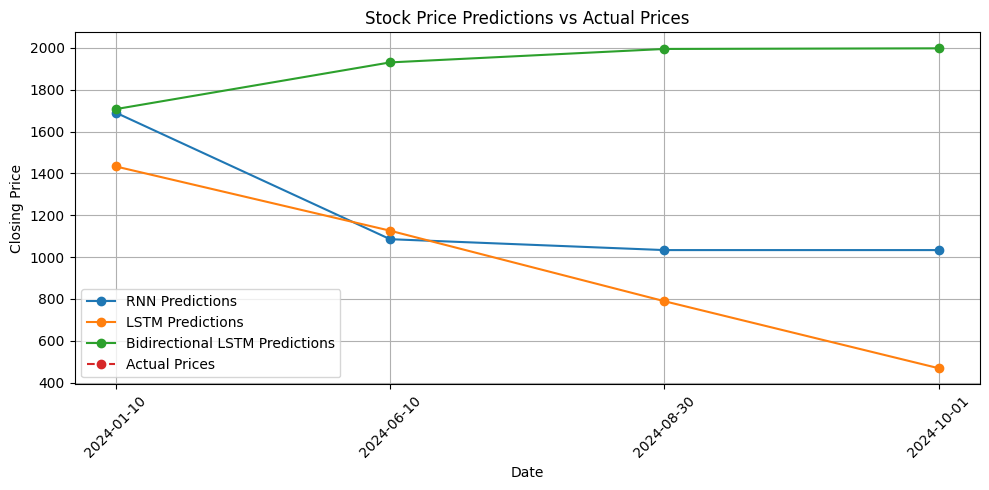 Stock Price Predictions vs Actual Prices
Closing Price
2000
1800
1600
1400
1200
1000
800
600
400
RNN Predictions
LSTM Predictions
Bidirectional LSTM Predictions
Actual Prices
2024-01-10
2024-06-10
2024-08-30
2024-10-01
Date